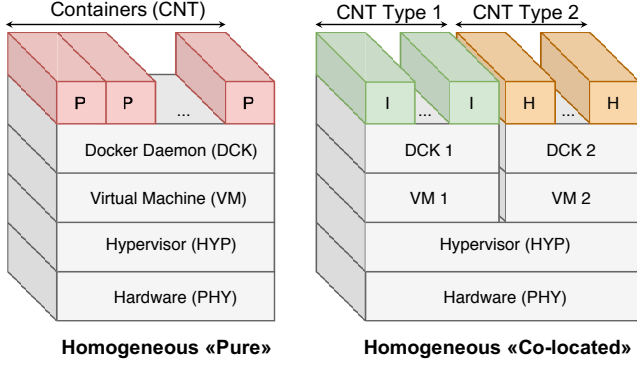 Containers (CNT)
P P ... P
Docker Daemon (DCK)
Virtual Machine (VM)
Hypervisor (HYP)
Hardware (PHY)
Homogeneous «Pure»
CNT Type 1 CNT Type 2
I ... I H ... H
DCK 1 DCK 2
VM 1 VM 2
Hypervisor (HYP)
Hardware (PHY)
Homogeneous «Co-located»